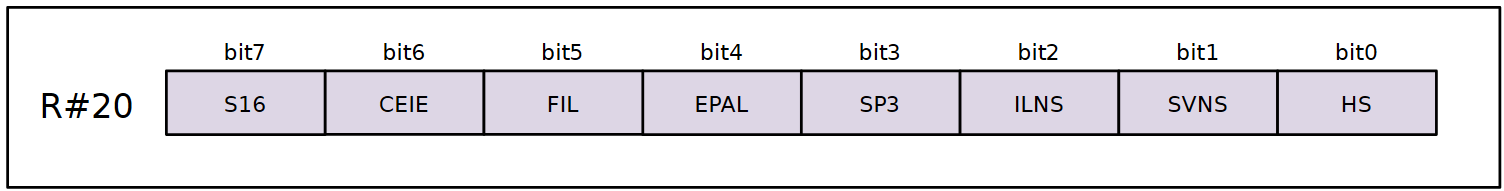 bit7 bit6 bit5 bit4 bit3 bit2 bit1 bit0
R#20 S16 CEIE FIL EPAL SP3 ILNS SVNS HS